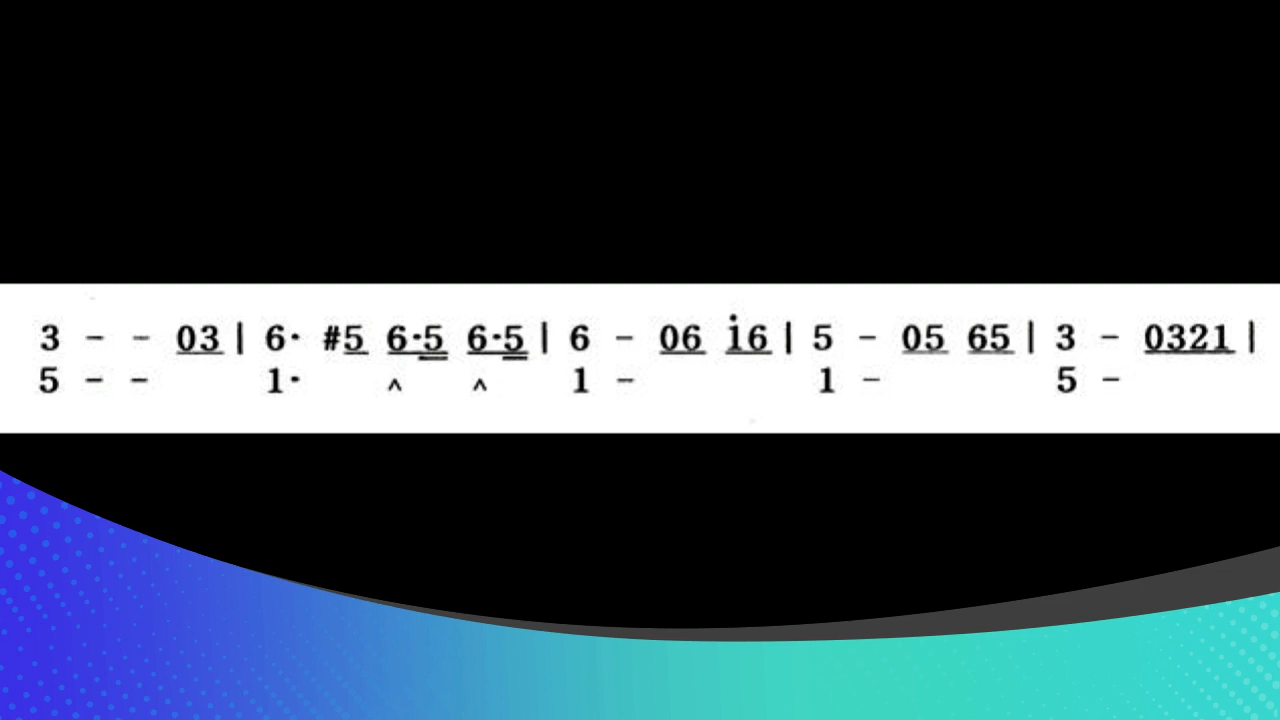 3 - - 03 | 6· #5 6·5 6·5 | 6 - 06 i6 | 5 - 05 65 | 3 - 0321 |
5 - - 1· ^ ^ 1 - 1 - 5 -